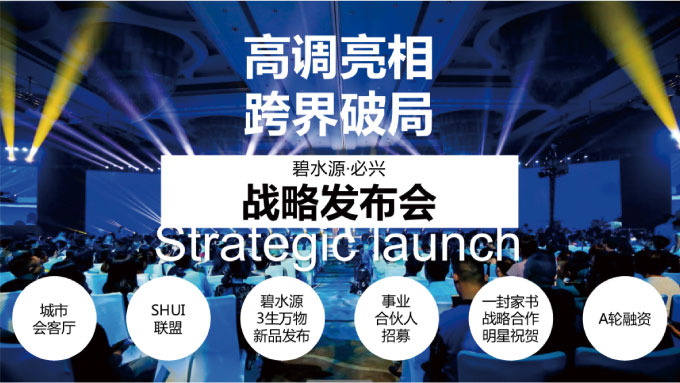 高调亮相
跨界破局
碧水源·必兴
战略发布会
Strategic launch
城市
会客厅
SHUI
联盟
碧水源
3生万物
新品发布
事业
合伙人
招募
一封家书
战略合作
明星祝贺
A轮融资